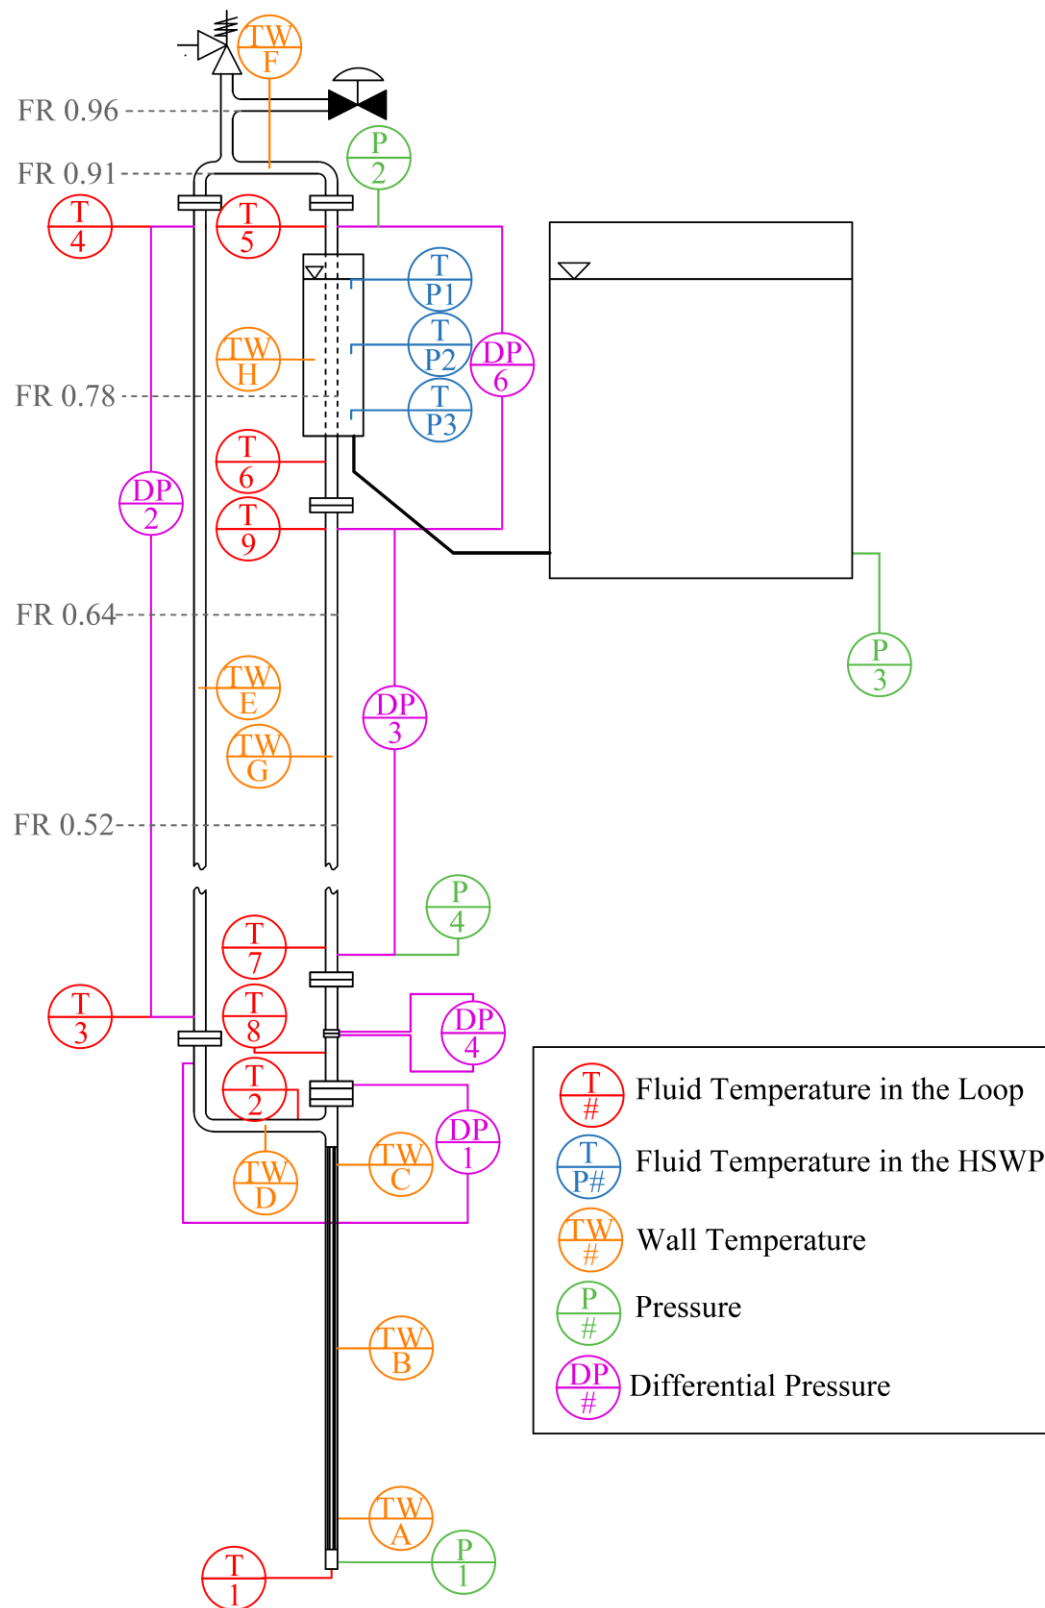 TW
F
FR 0.96
P
2
FR 0.91
T
4
T
5
T
P1
T
P2
TW
H
DP
6
FR 0.78
T
P3
T
6
DP
2
T
9
FR 0.64
P
3
TW
E
DP
3
TW
G
FR 0.52
P
4
T
7
T
3
T
8
DP
4
T
2
DP
1
TW
C
TW
D
TW
B
TW
A
P
1
T
1
T
#
Fluid Temperature in the Loop
T
P#
Fluid Temperature in the HSWP
TW
#
Wall Temperature
P
#
Pressure
DP
#
Differential Pressure